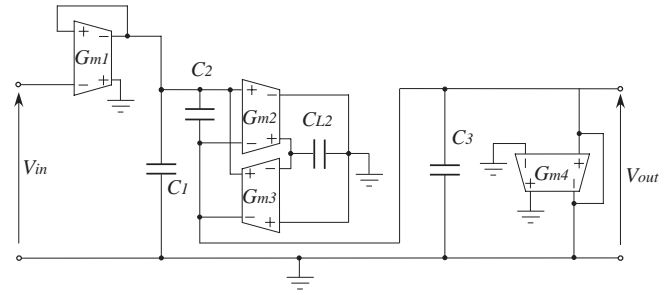 + −
Gm1
− +
C2
+ −
Gm2
CL2
− +
C3
− +
Gm4
+ −
+ −
Gm3
− +
C1
Vin
Vout